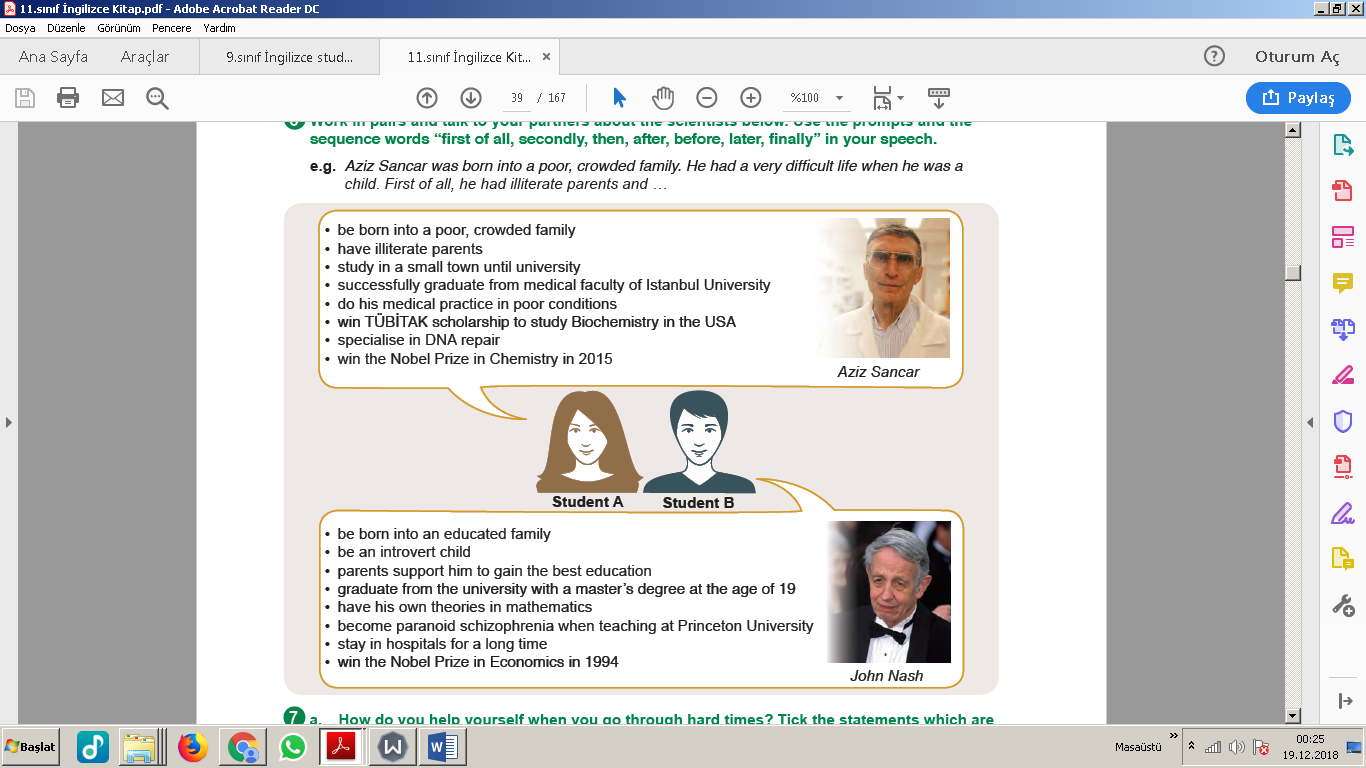 11.sınıf İngilizce Kitap.pdf - Adobe Acrobat Reader DC
Dosya Düzenle Görünüm Pencere Yardım
Ana Sayfa Araçlar 9.sınıf İngilizce stud... 11.sınıf İngilizce Kit... ×
? Oturum Aç
39 / 167 %100 Paylaş
6 Work in pairs and talk to your partners about the scientists below. Use the prompts and the
sequence words “first of all, secondly, then, after, before, later, finally” in your speech.
e.g. Aziz Sancar was born into a poor, crowded family. He had a very difficult life when he was a
child. First of all, he had illiterate parents and …
• be born into a poor, crowded family
• have illiterate parents
• study in a small town until university
• successfully graduate from medical faculty of Istanbul University
• do his medical practice in poor conditions
• win TÜBİTAK scholarship to study Biochemistry in the USA
• specialise in DNA repair
• win the Nobel Prize in Chemistry in 2015
Aziz Sancar
Student A Student B
• be born into an educated family
• be an introvert child
• parents support him to gain the best education
• graduate from the university with a master’s degree at the age of 19
• have his own theories in mathematics
• become paranoid schizophrenia when teaching at Princeton University
• stay in hospitals for a long time
• win the Nobel Prize in Economics in 1994
John Nash
7 a. How do you help yourself when you go through hard times? Tick the statements which are
Başlat
W
W
Masaüstü »
00:25
19.12.2018